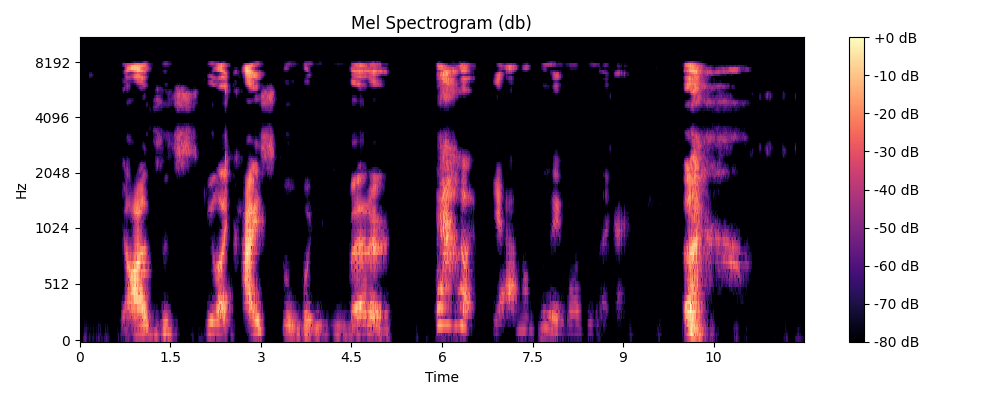 Mel Spectrogram (db)
8192
4096
2048
1024
512
0
Hz
0 1.5 3 4.5 6 7.5 9 10
Time
+0 dB
-10 dB
-20 dB
-30 dB
-40 dB
-50 dB
-60 dB
-70 dB
-80 dB